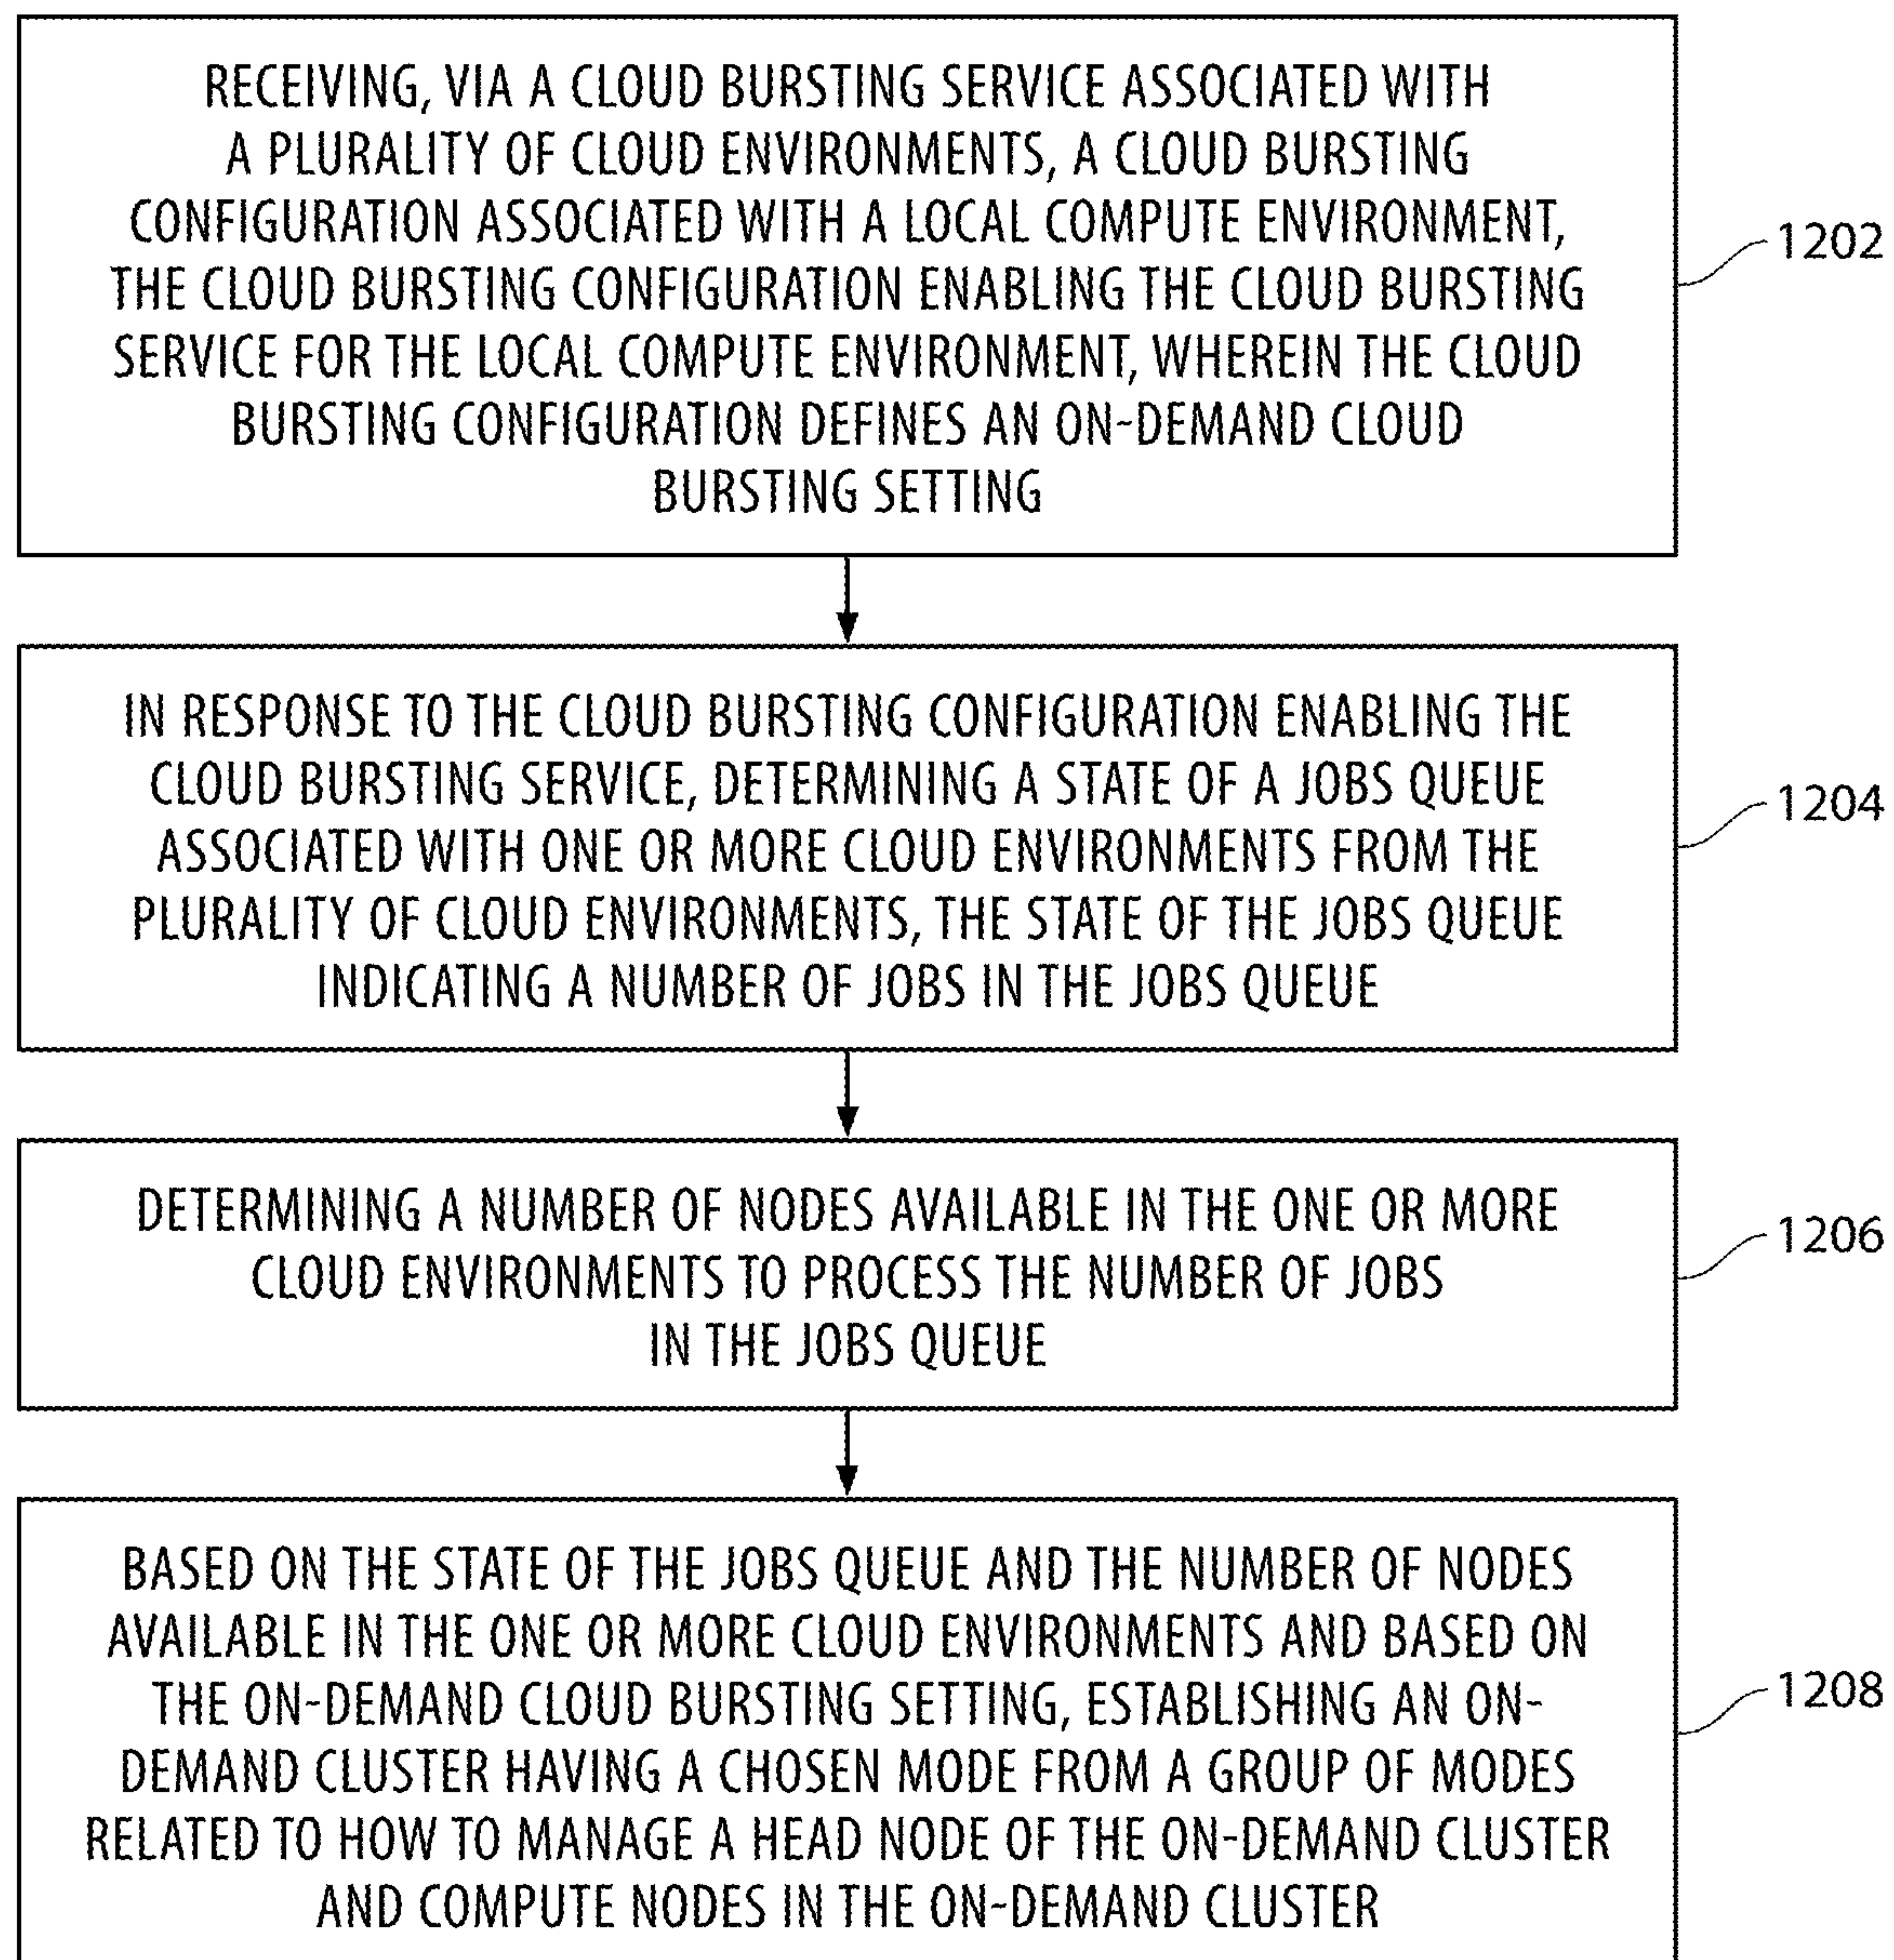 RECEIVING, VIA A CLOUD BURSTING SERVICE ASSOCIATED WITH
A PLURALITY OF CLOUD ENVIRONMENTS, A CLOUD BURSTING
CONFIGURATION ASSOCIATED WITH A LOCAL COMPUTE ENVIRONMENT,
THE CLOUD BURSTING CONFIGURATION ENABLING THE CLOUD BURSTING
SERVICE FOR THE LOCAL COMPUTE ENVIRONMENT, WHEREIN THE CLOUD
BURSTING CONFIGURATION DEFINES AN ON-DEMAND CLOUD
BURSTING SETTING
1202
IN RESPONSE TO THE CLOUD BURSTING CONFIGURATION ENABLING THE
CLOUD BURSTING SERVICE, DETERMINING A STATE OF A JOBS QUEUE
ASSOCIATED WITH ONE OR MORE CLOUD ENVIRONMENTS FROM THE
PLURALITY OF CLOUD ENVIRONMENTS, THE STATE OF THE JOBS QUEUE
INDICATING A NUMBER OF JOBS IN THE JOBS QUEUE
1204
DETERMINING A NUMBER OF NODES AVAILABLE IN THE ONE OR MORE
CLOUD ENVIRONMENTS TO PROCESS THE NUMBER OF JOBS
IN THE JOBS QUEUE
1206
BASED ON THE STATE OF THE JOBS QUEUE AND THE NUMBER OF NODES
AVAILABLE IN THE ONE OR MORE CLOUD ENVIRONMENTS AND BASED ON
THE ON-DEMAND CLOUD BURSTING SETTING, ESTABLISHING AN ON-
DEMAND CLUSTER HAVING A CHOSEN MODE FROM A GROUP OF MODES
RELATED TO HOW TO MANAGE A HEAD NODE OF THE ON-DEMAND CLUSTER
AND COMPUTE NODES IN THE ON-DEMAND CLUSTER
1208